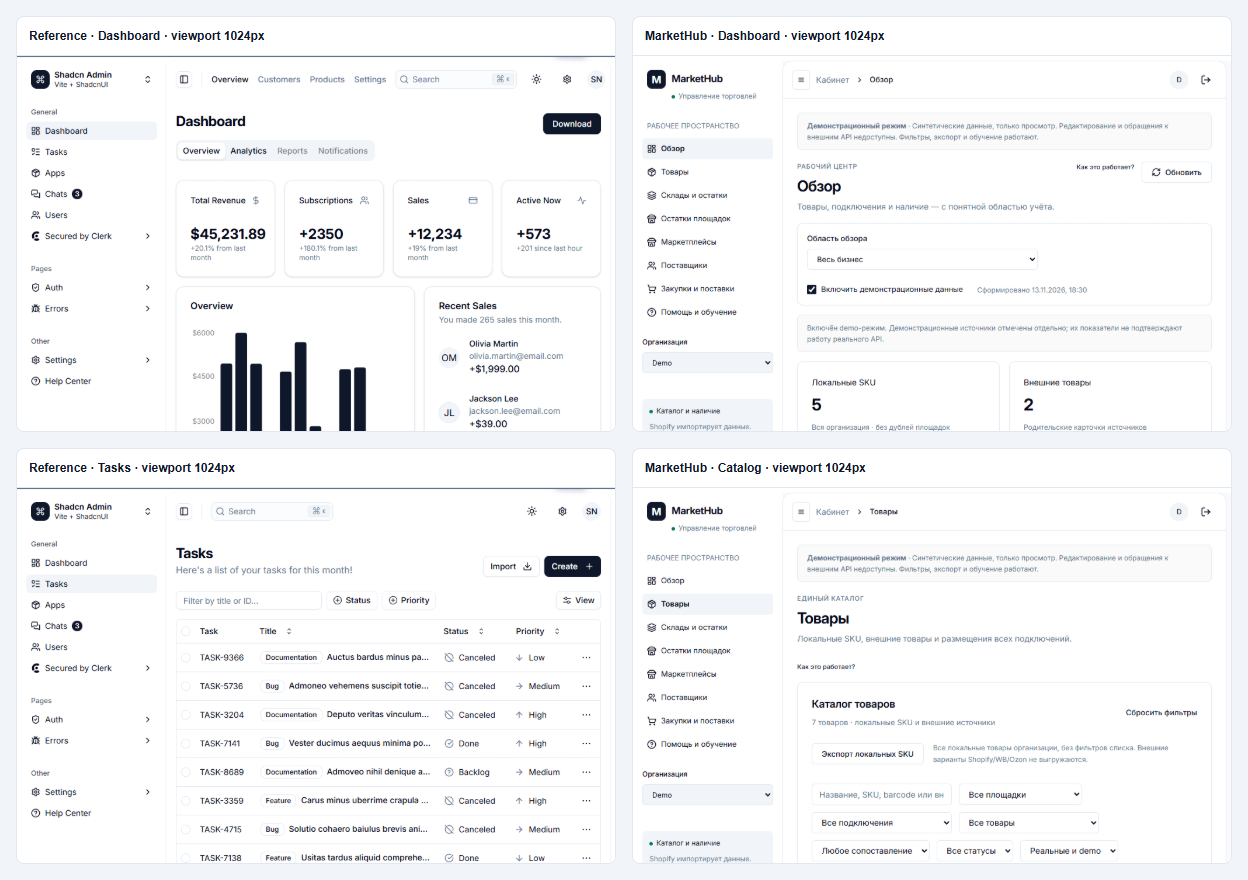 Reference · Dashboard · viewport 1024px
Shadcn Admin
Vite + ShadcnUI
General
Dashboard
Tasks
Apps
Chats 3
Users
Secured by Clerk
Pages
Auth
Errors
Other
Settings
Help Center
Overview Customers Products Settings Search ⌘ K SN
Dashboard Download
Overview Analytics Reports Notifications
Total Revenue $
$45,231.89
+20.1% from last
month
Subscriptions
+2350
+180.1% from last
month
Sales
+12,234
+19% from last
month
Active Now
+573
+201 since last hour
Overview
$6000
$4500
$3000
Recent Sales
You made 265 sales this month.
OM
Olivia Martin
olivia.martin@email.com
+$1,999.00
JL
Jackson Lee
jackson.lee@email.com
+$39.00
MarketHub · Dashboard · viewport 1024px
M MarketHub
Управление торговлей
РАБОЧЕЕ ПРОСТРАНСТВО
Обзор
Товары
Склады и остатки
Остатки площадок
Маркетплейсы
Поставщики
Закупки и поставки
Помощь и обучение
Организация
Demo
Каталог и наличие
Shopify импортирует данные.
Кабинет > Обзор D
Демонстрационный режим · Синтетические данные, только просмотр. Редактирование и обращения к
внешним API недоступны. Фильтры, экспорт и обучение работают.
РАБОЧИЙ ЦЕНТР
Обзор
Товары, подключения и наличие — с понятной областью учёта.
Как это работает? Обновить
Область обзора
Весь бизнес
Включить демонстрационные данные Сформировано 13.11.2026, 18:30
Включён demo-режим. Демонстрационные источники отмечены отдельно; их показатели не подтверждают
работу реального API.
Локальные SKU
5
Вся организация · без дублей площадок
Внешние товары
2
Родительские карточки источников
Reference · Tasks · viewport 1024px
Shadcn Admin
Vite + ShadcnUI
General
Dashboard
Tasks
Apps
Chats 3
Users
Secured by Clerk
Pages
Auth
Errors
Other
Settings
Help Center
Search ⌘ K SN
Tasks
Here's a list of your tasks for this month!
Import Create +
Filter by title or ID... Status Priority View
Task Title Status Priority
TASK-9366 Documentation Auctus bardus minus pa... Canceled Low ...
TASK-5736 Bug Admoneo vehemens suscipit totie... Canceled Medium ...
TASK-3204 Documentation Deputo veritas vinculum... Canceled High ...
TASK-7141 Bug Vester ducimus aequus minima po... Done High ...
TASK-8689 Documentation Admoveo nihil denique a... Backlog Medium ...
TASK-3359 Feature Carus minus uberrime crapula ... Canceled High ...
TASK-4715 Bug Solutio cohaero baiulus brevis ani... Canceled Medium ...
TASK-7138 Feature Usitas tardus aliquid comprehe... Done Low ...
MarketHub · Catalog · viewport 1024px
M MarketHub
Управление торговлей
РАБОЧЕЕ ПРОСТРАНСТВО
Обзор
Товары
Склады и остатки
Остатки площадок
Маркетплейсы
Поставщики
Закупки и поставки
Помощь и обучение
Организация
Demo
Каталог и наличие
Shopify импортирует данные.
Кабинет > Товары D
Демонстрационный режим · Синтетические данные, только просмотр. Редактирование и обращения к
внешним API недоступны. Фильтры, экспорт и обучение работают.
ЕДИНЫЙ КАТАЛОГ
Товары
Локальные SKU, внешние товары и размещения всех подключений.
Как это работает?
Каталог товаров
7 товаров · локальные SKU и внешние источники
Сбросить фильтры
Экспорт локальных SKU
Все локальные товары организации, без фильтров списка. Внешние
варианты Shopify/WB/Ozon не выгружаются.
Название, SKU, barcode или вн Все площадки
Все подключения Все товары
Любое сопоставление Все статусы Реальные и demo